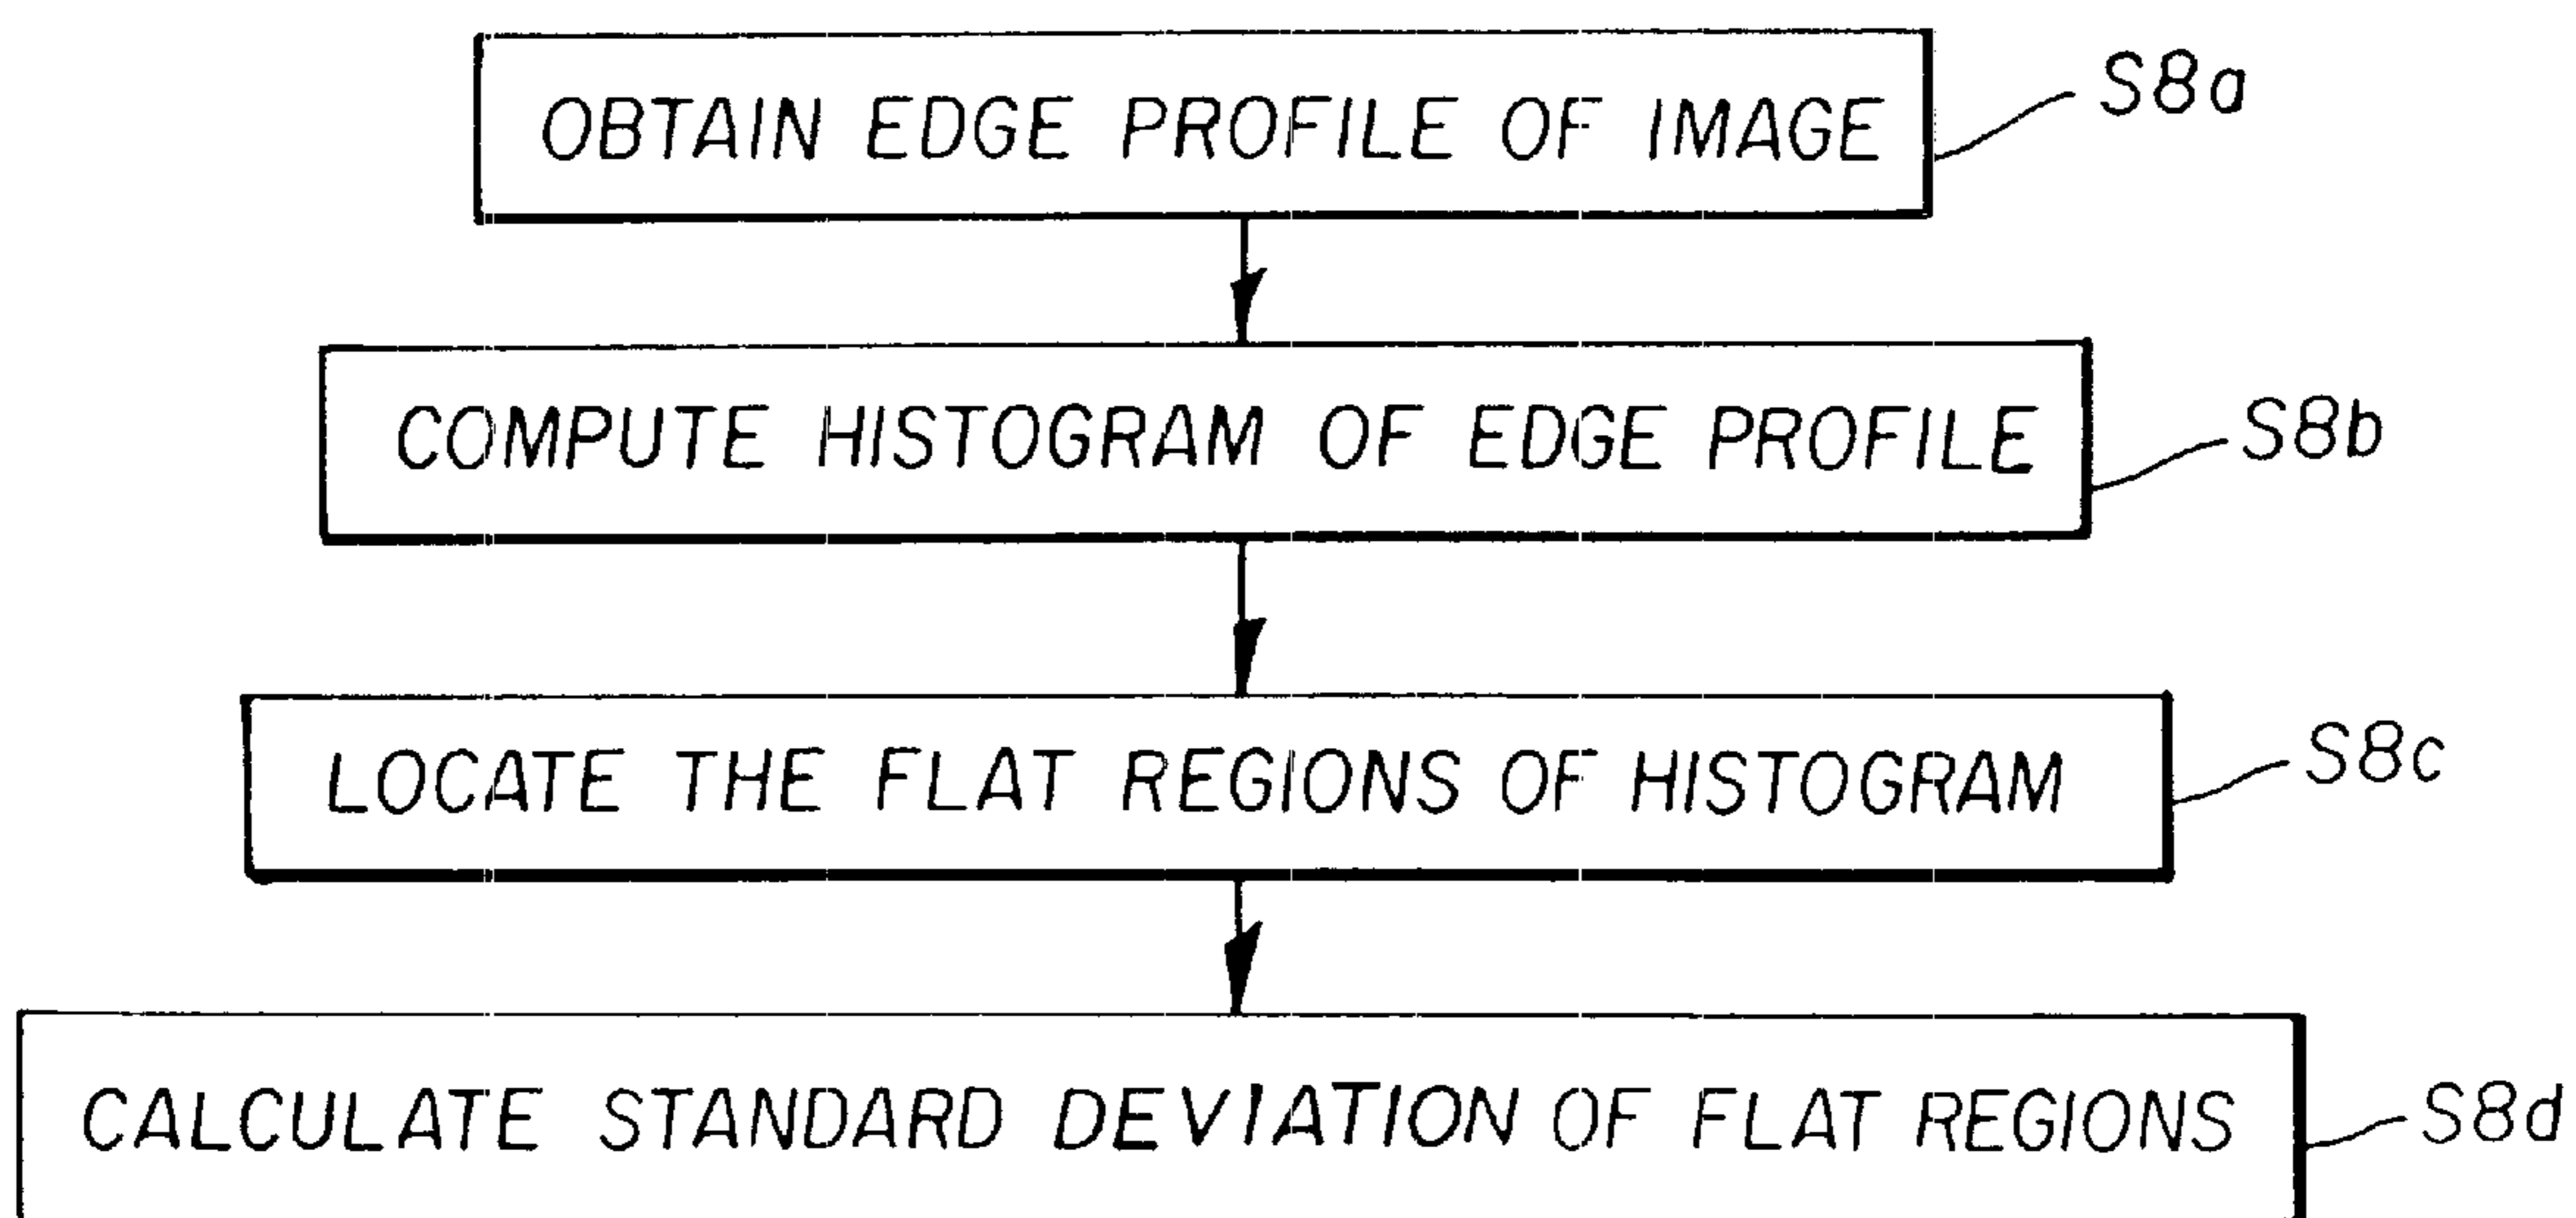 OBTAIN EDGE PROFILE OF IMAGE
S8a
COMPUTE HISTOGRAM OF EDGE PROFILE
S8b
LOCATE THE FLAT REGIONS OF HISTOGRAM
S8c
CALCULATE STANDARD DEVIATION OF FLAT REGIONS
S8d